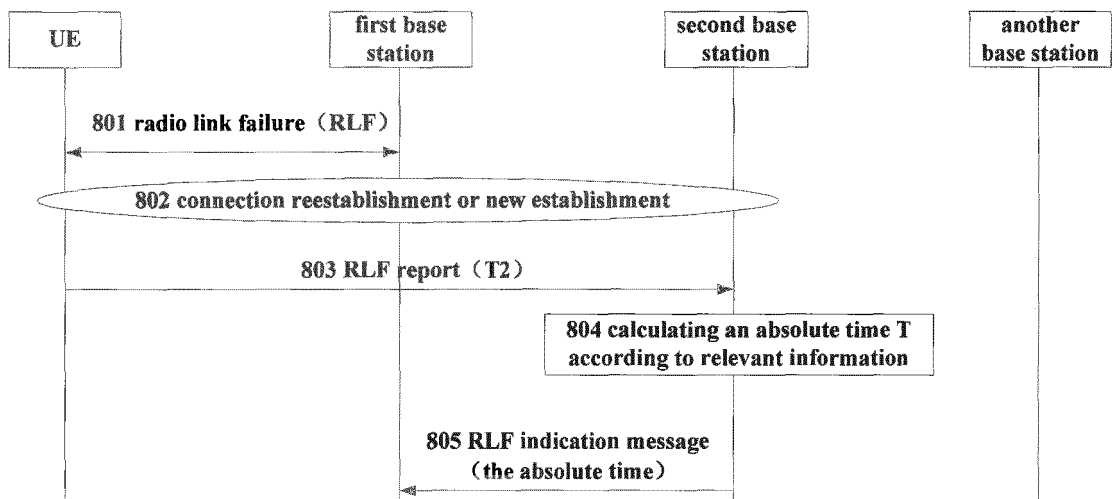 UE
first base
station
second base
station
another
base station
801 radio link failure（RLF）
802 connection reestablishment or new establishment
803 RLF report（T2）
804 calculating an absolute time T
according to relevant information
805 RLF indication message
（the absolute time）